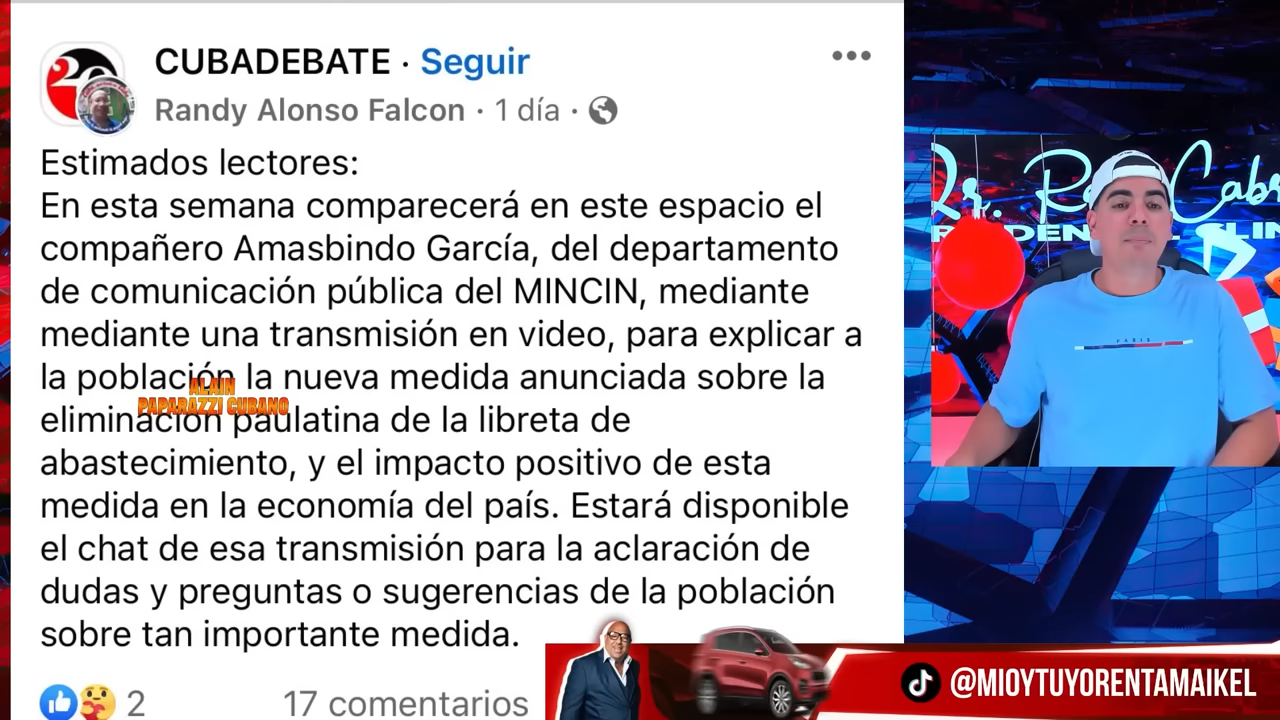 CUBADEBATE · Seguir
Randy Alonso Falcon · 1 día ·
Estimados lectores:
En esta semana comparecerá en este espacio el
compañero Amasbindo García, del departamento
de comunicación pública del MINCIN, mediante
mediante una transmisión en video, para explicar a
la población la nueva medida anunciada sobre la
eliminación paulatina de la libreta de
abastecimiento, y el impacto positivo de esta
medida en la economía del país. Estará disponible
el chat de esa transmisión para la aclaración de
dudas y preguntas o sugerencias de la población
sobre tan importante medida.
2
17 comentarios
ALAIN
PAPARAZZI CUBANO
PARIS
@MIOYTUYORENTAMAIKEL